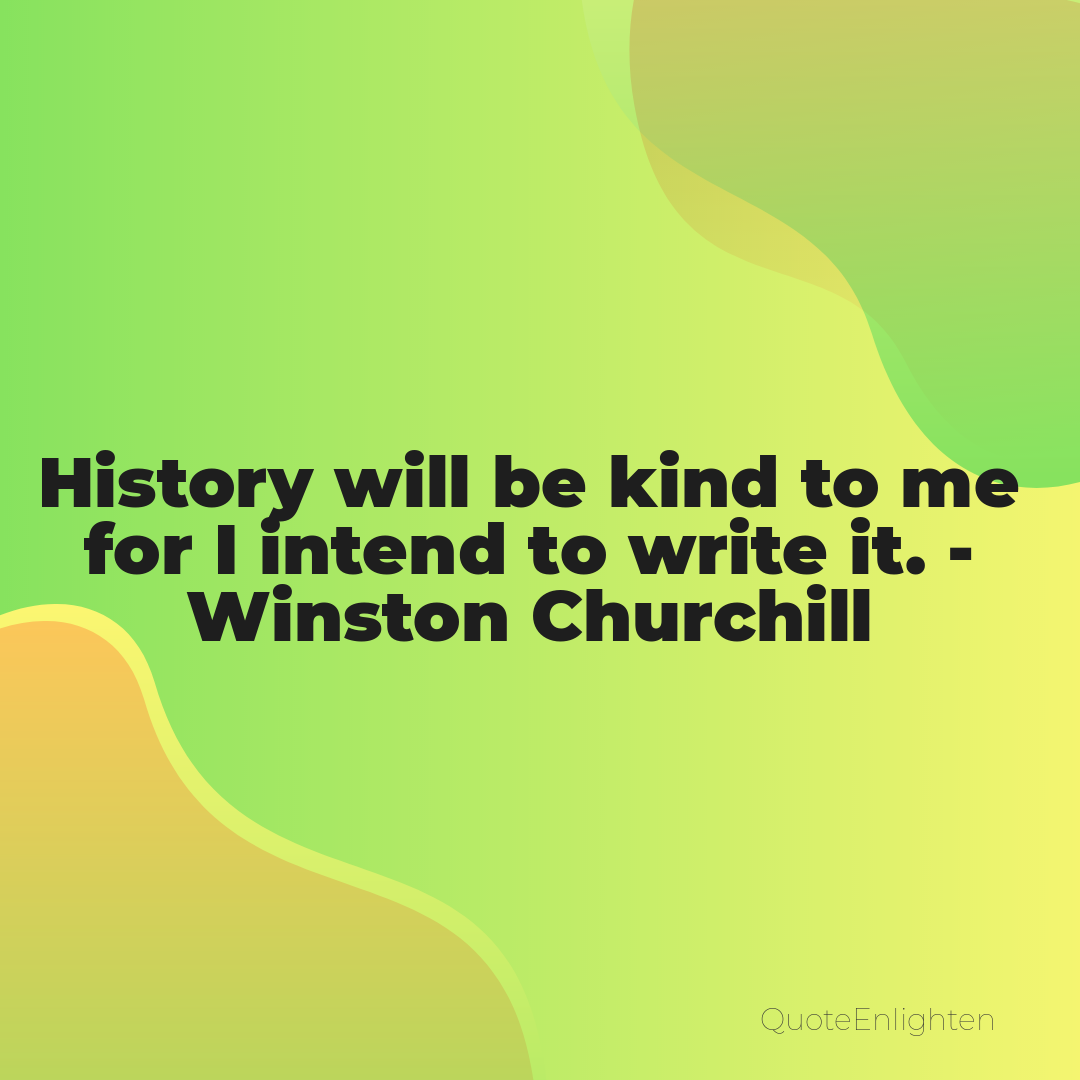 History will be kind to me
for I intend to write it. -
Winston Churchill
QuoteEnlighten